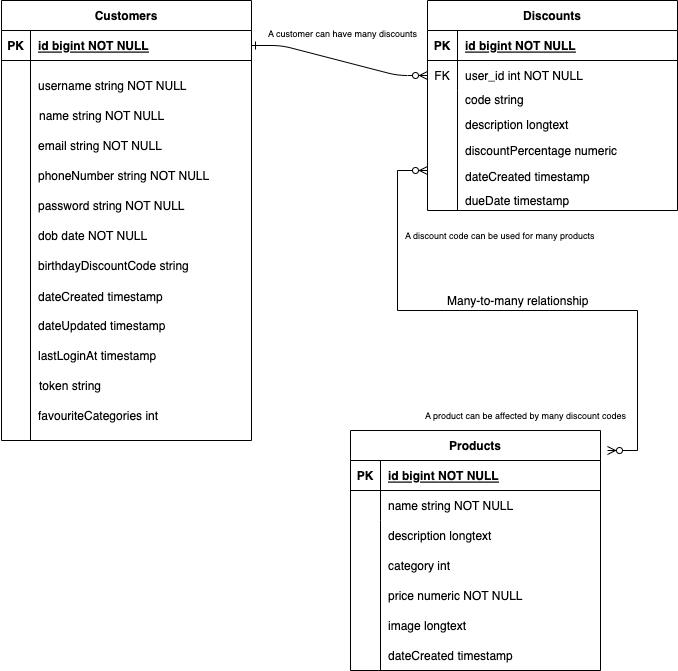 Customers
PK id bigint NOT NULL
username string NOT NULL
name string NOT NULL
email string NOT NULL
phoneNumber string NOT NULL
password string NOT NULL
dob date NOT NULL
birthdayDiscountCode string
dateCreated timestamp
dateUpdated timestamp
lastLoginAt timestamp
token string
favouriteCategories int
A customer can have many discounts
Discounts
PK id bigint NOT NULL
FK user_id int NOT NULL
code string
description longtext
discountPercentage numeric
dateCreated timestamp
dueDate timestamp
A discount code can be used for many products
Many-to-many relationship
A product can be affected by many discount codes
Products
PK id bigint NOT NULL
name string NOT NULL
description longtext
category int
price numeric NOT NULL
image longtext
dateCreated timestamp